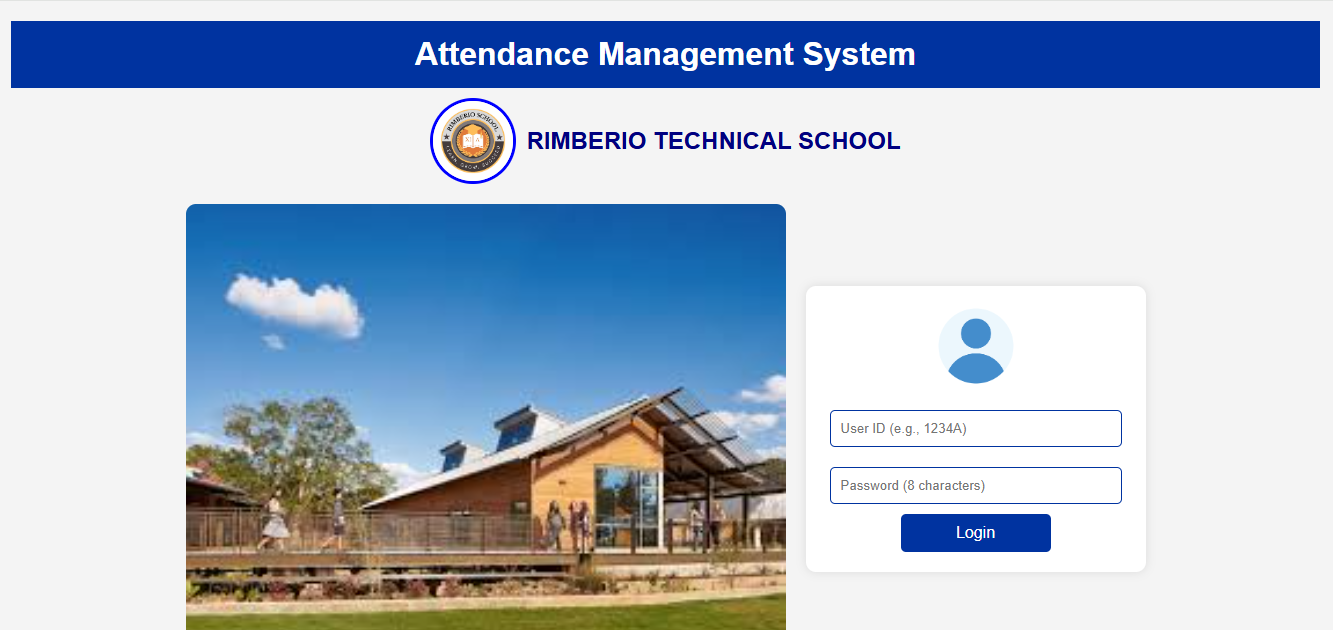 Attendance Management System
RIMBERIO SCHOOL
RIMBERIO TECHNICAL SCHOOL
User ID (e.g., 1234A)
Password (8 characters)
Login